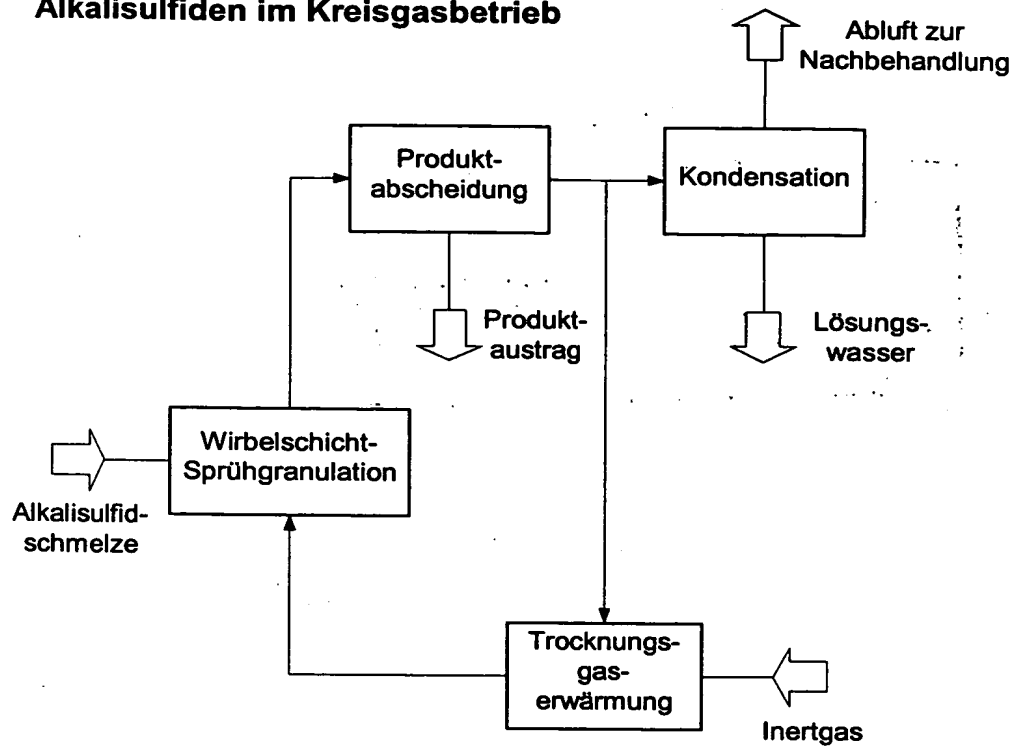 Alkalisulfiden im Kreisgasbetrieb
Abluft zur
Nachbehandlung
Produkt-
abscheidung
Kondensation
Produkt-
austrag
Lösungs-
wasser
Wirbelschicht-
Sprühgranulation
Alkalisulfid-
schmelze
Trocknungs-
gas-
erwärmung
Inertgas